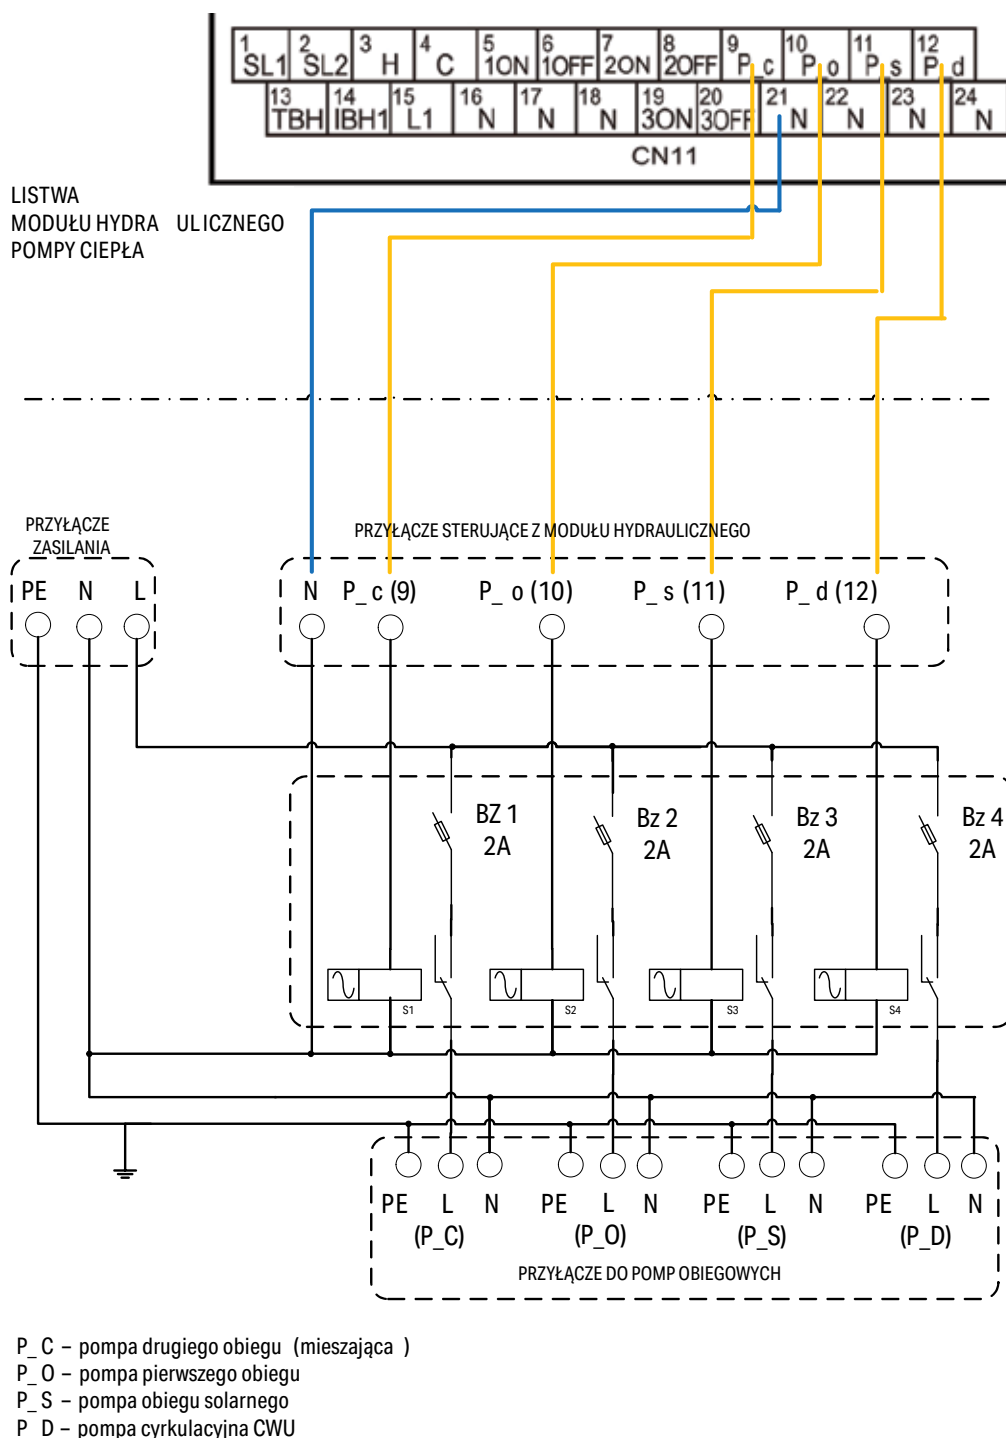 1 2 3 4 5 6 7 8 9 10 11 12
SL1 SL2 H C 1ON 1OFF 2ON 2OFF P_c P_o P_s P_d
13 14 15 16 17 18 19 20 21 22 23 24
TBH IBH1 L1 N N N 3ON 3OFF N N N N
CN11
LISTWA
MODUŁU HYDRA ULICZNEGO
POMPY CIEPŁA
PRZYŁĄCZE
ZASILANIA
PRZYŁĄCZE STERUJĄCE Z MODUŁU HYDRAULICZNEGO
PE N L
N P_ c (9) P_ o (10) P_ s (11) P_ d (12)
BZ 1 Bz 2 Bz 3 Bz 4
2A 2A 2A 2A
S1 S2 S3 S4
PE L N PE L N PE L N PE L N
(P_C) (P_O) (P_S) (P_D)
PRZYŁĄCZE DO POMP OBIEGOWYCH
P_ C – pompa drugiego obiegu (mieszająca )
P_ O – pompa pierwszego obiegu
P_ S – pompa obiegu solarnego
P_ D – pompa cyrkulacyjna CWU